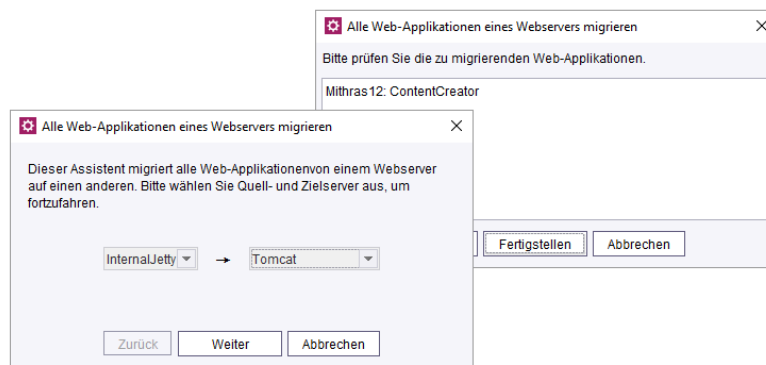 Alle Web-Applikationen eines Webservers migrieren
Bitte prüfen Sie die zu migrierenden Web-Applikationen.
Mithras12: ContentCreator
Fertigstellen
Abbrechen
Alle Web-Applikationen eines Webservers migrieren
Dieser Assistent migriert alle Web-Applikationenvon einem Webserver
auf einen anderen. Bitte wählen Sie Quell- und Zielserver aus, um
fortzufahren.
InternalJetty → Tomcat
Zurück
Weiter
Abbrechen